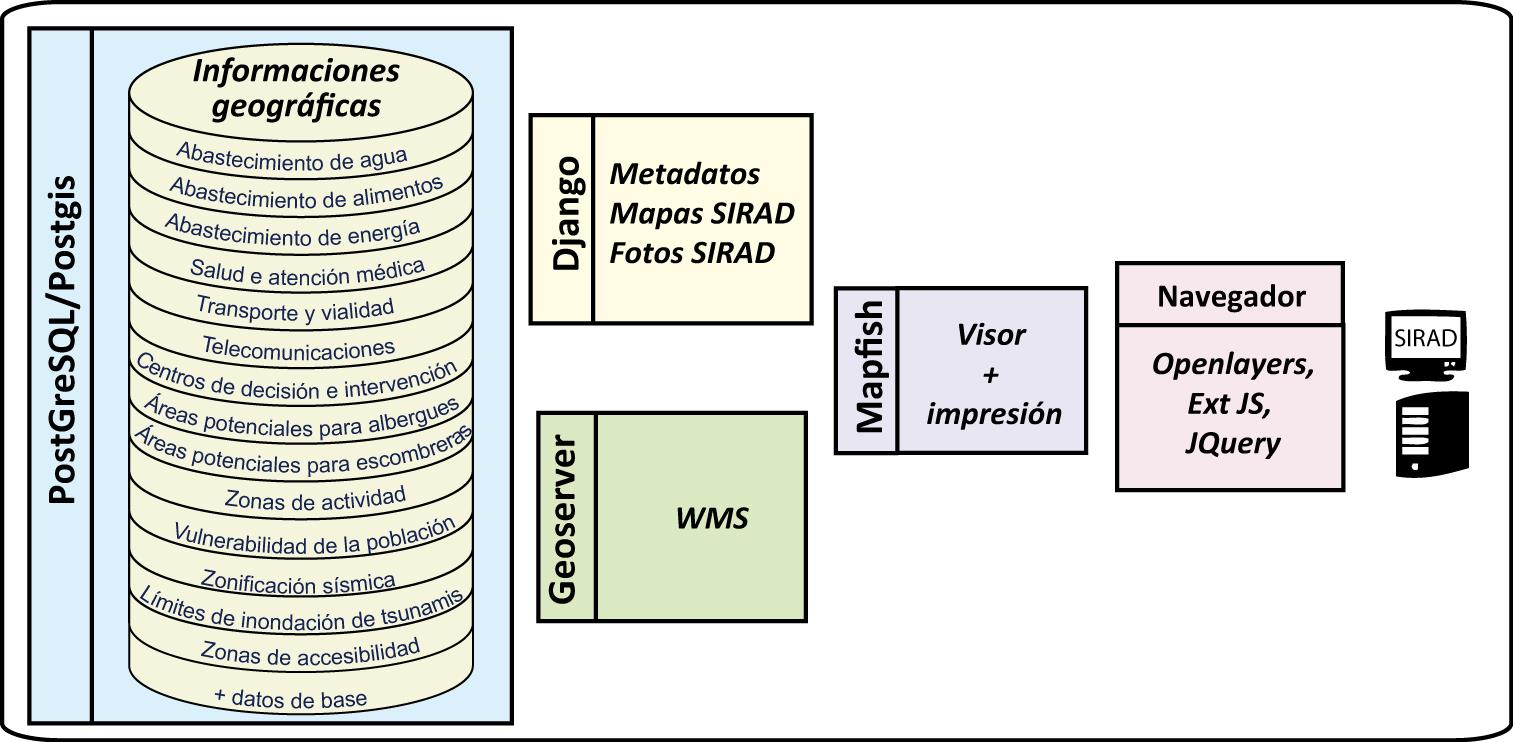 PostGreSQL/Postgis
Informaciones
geográficas
Abastecimiento de agua
Abastecimiento de alimentos
Abastecimiento de energía
Salud e atención médica
Transporte y vialidad
Telecomunicaciones
Centros de decisión e intervención
Áreas potenciales para albergues
Áreas potenciales para escombreras
Zonas de actividad
Vulnerabilidad de la población
Zonificación sísmica
Límites de inondación de tsunamis
Zonas de accesibilidad
+ datos de base
Django
Metadatos
Mapas SIRAD
Fotos SIRAD
Geoserver
WMS
Mapfish
Visor
+
impresión
Navegador
Openlayers,
Ext JS,
JQuery
SIRAD